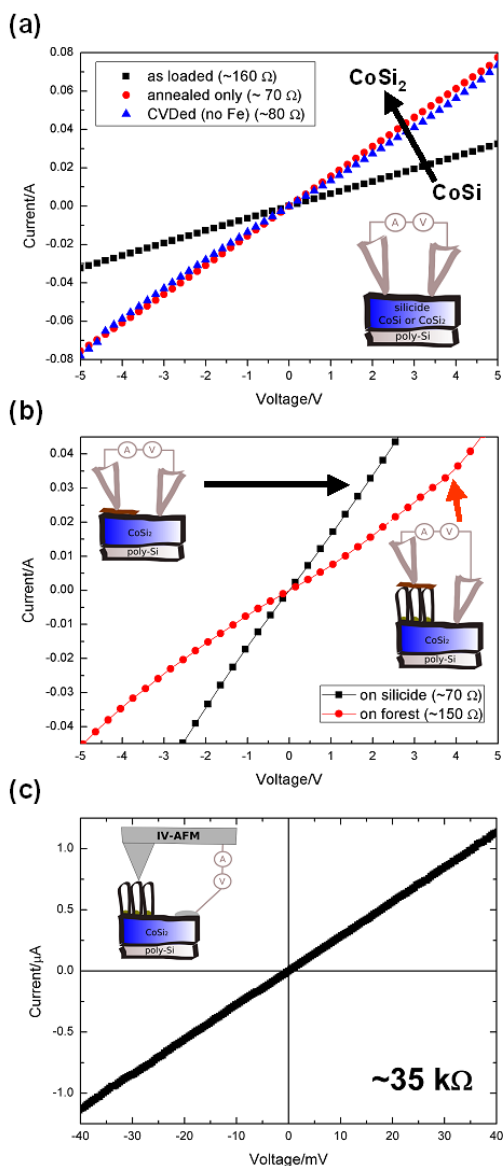 (a)
0.08
0.06
0.04
0.02
0.00
-0.02
-0.04
-0.06
-0.08
Current/A
as loaded (~160 Ω)
annealed only (~ 70 Ω)
CVDed (no Fe) (~80 Ω)
CoSi₂
CoSi
A V
silicide
CoSi or CoSi₂
poly-Si
-5 -4 -3 -2 -1 0 1 2 3 4 5
Voltage/V
(b)
0.04
0.03
0.02
0.01
0.00
-0.01
-0.02
-0.03
-0.04
Current/A
A V
CoSi₂
poly-Si
A V
CoSi₂
poly-Si
on silicide (~70 Ω)
on forest (~150 Ω)
-5 -4 -3 -2 -1 0 1 2 3 4 5
Voltage/V
(c)
1.0
0.5
0.0
-0.5
-1.0
Current/µA
IV-AFM
A
V
CoSi₂
poly-Si
~35 kΩ
-40 -30 -20 -10 0 10 20 30 40
Voltage/mV